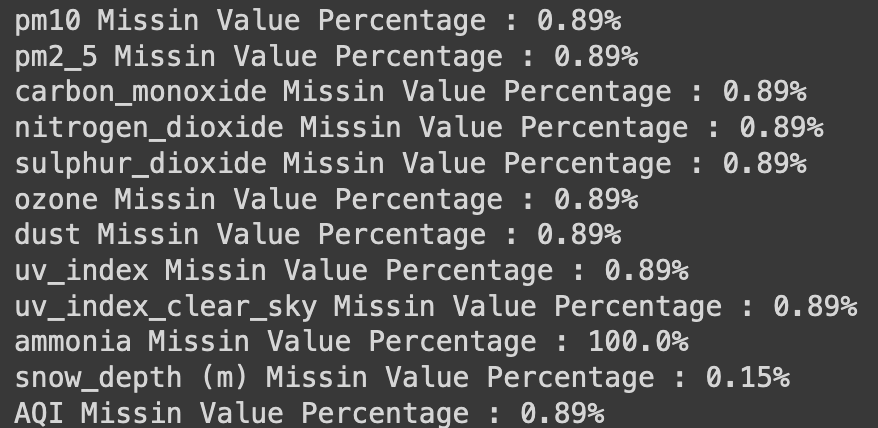 pm10 Missin Value Percentage : 0.89%
pm2_5 Missin Value Percentage : 0.89%
carbon_monoxide Missin Value Percentage : 0.89%
nitrogen_dioxide Missin Value Percentage : 0.89%
sulphur_dioxide Missin Value Percentage : 0.89%
ozone Missin Value Percentage : 0.89%
dust Missin Value Percentage : 0.89%
uv_index Missin Value Percentage : 0.89%
uv_index_clear_sky Missin Value Percentage : 0.89%
ammonia Missin Value Percentage : 100.0%
snow_depth (m) Missin Value Percentage : 0.15%
AQI Missin Value Percentage : 0.89%